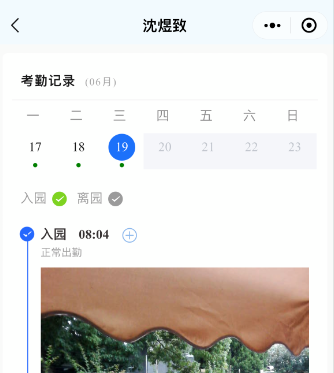 沈煜致
考勤记录 (06月)
一 二 三 四 五 六 日
17 18 19 20 21 22 23
入园 离园
入园 08:04
正常出勤